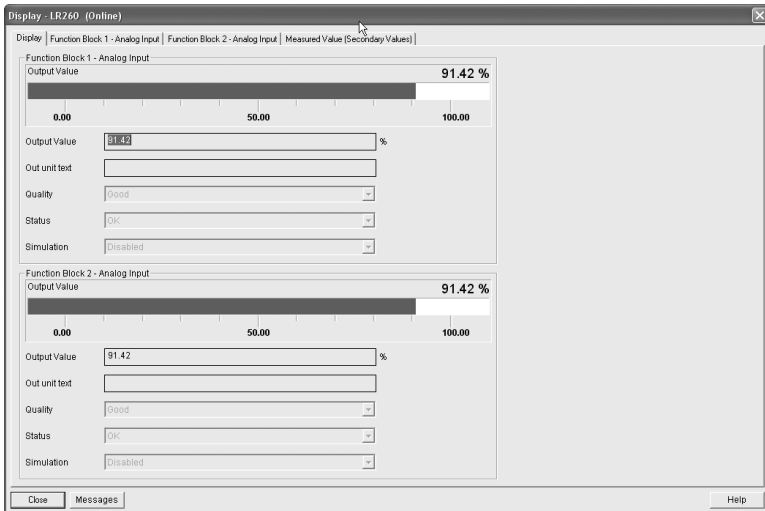 Display - LR260 (Online)
Display Function Block 1 - Analog Input Function Block 2 - Analog Input Measured Value (Secondary Values)
Function Block 1 - Analog Input
Output Value 91.42 %
0.00 50.00 100.00
Output Value 91.42 %
Out unit text
Quality Good
Status OK
Simulation Disabled
Function Block 2 - Analog Input
Output Value 91.42 %
0.00 50.00 100.00
Output Value 91.42 %
Out unit text
Quality Good
Status OK
Simulation Disabled
Close Messages Help